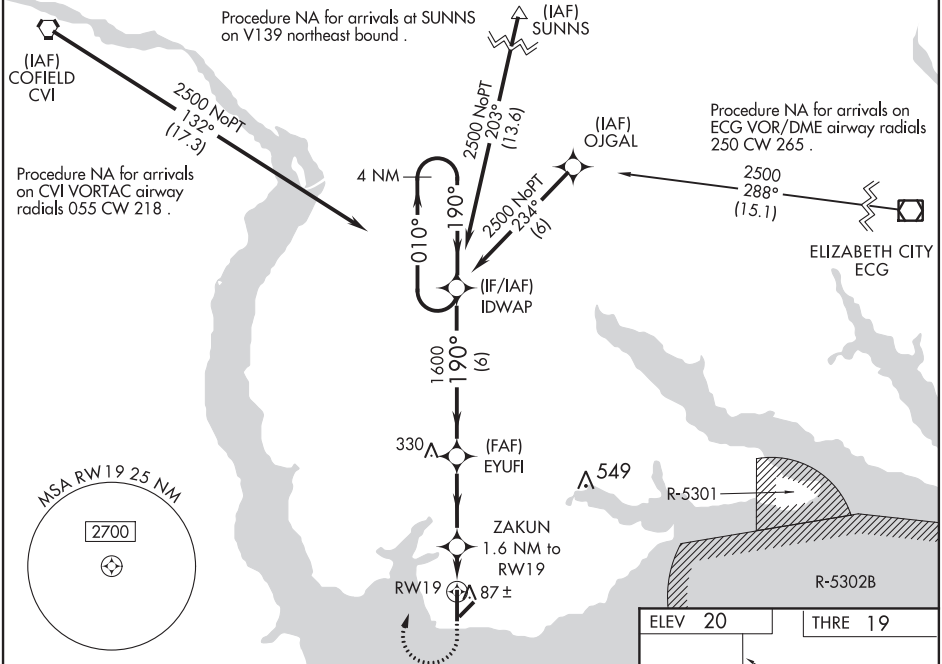 Procedure NA for arrivals at SUNNS
on V139 northeast bound .
(IAF)
SUNNS
(IAF)
COFIELD
CVI
2500 NoPT
132°
(17.3)
2500 NoPT
203°
(13.6)
(IAF)
OJGAL
Procedure NA for arrivals on
ECG VOR/DME airway radials
250 CW 265 .
Procedure NA for arrivals
on CVI VORTAC airway
radials 055 CW 218 .
4 NM
010°
190°
2500 NoPT
234°
(6)
2500
288°
(15.1)
ELIZABETH CITY
ECG
(IF/IAF)
IDWAP
1600
190°
(6)
330
(FAF)
EYUFI
549
R-5301
MSA RW19 25 NM
2700
ZAKUN
1.6 NM to
RW19
RW19
87 ±
R-5302B
ELEV 20
THRE 19